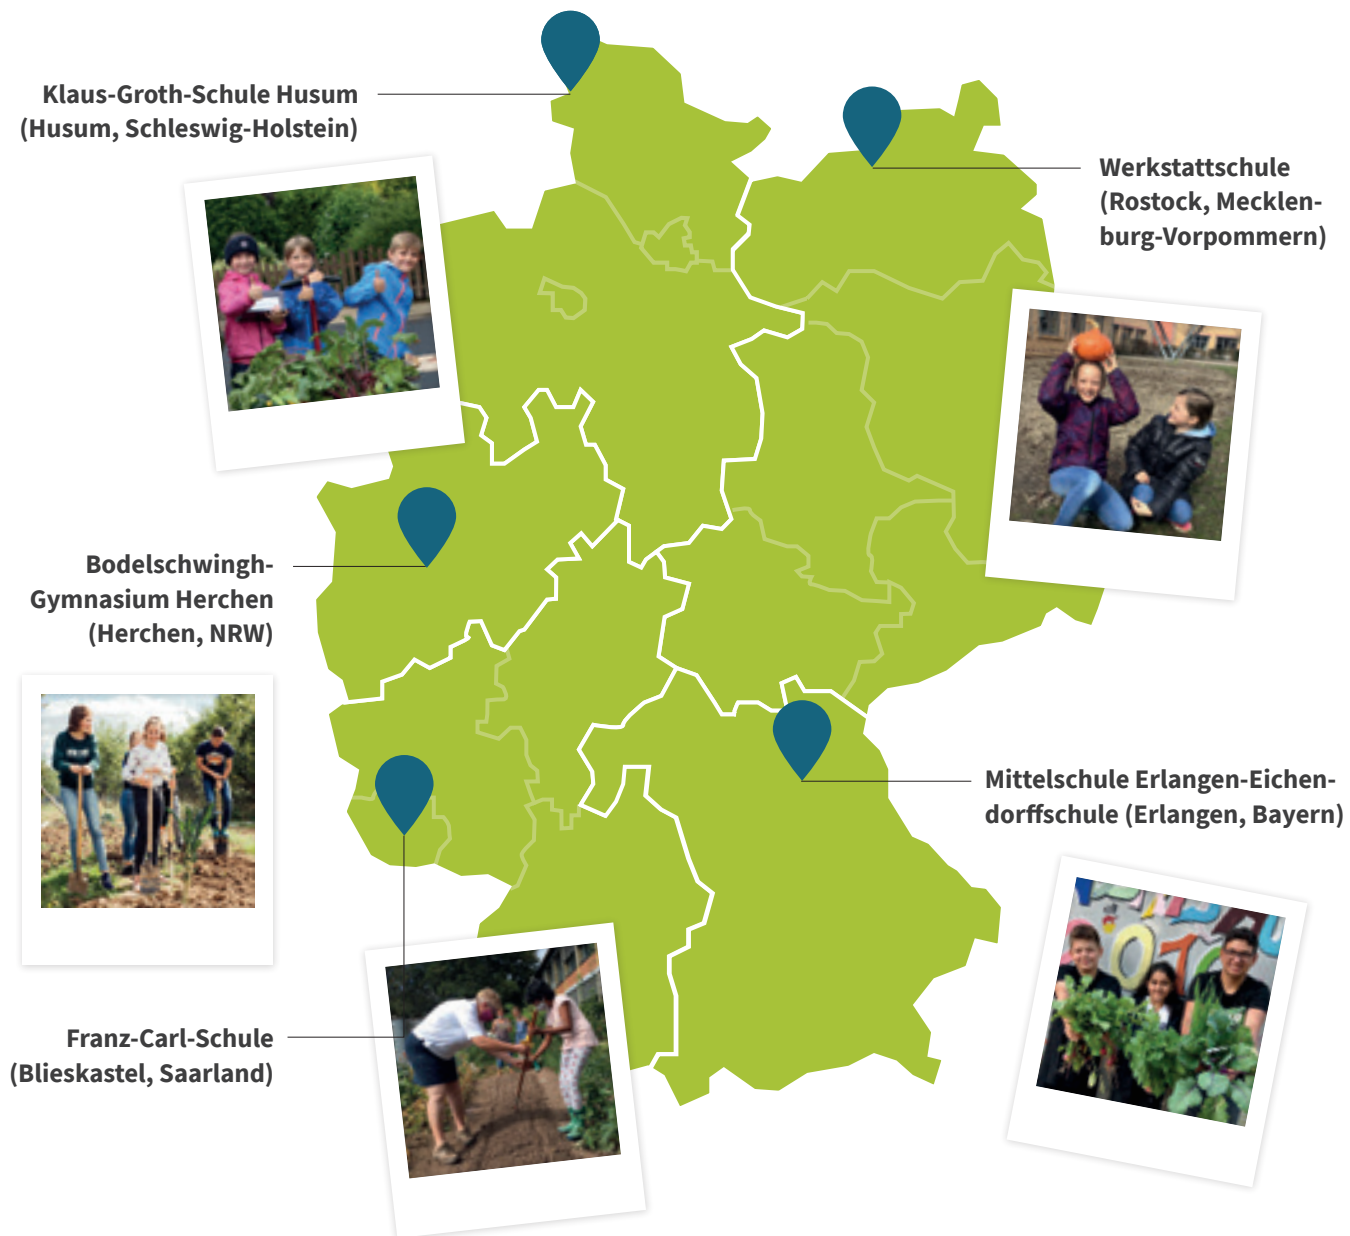 Klaus-Groth-Schule Husum
(Husum, Schleswig-Holstein)
Werkstattschule
(Rostock, Mecklen-
burg-Vorpommern)
Bodelschwingh-
Gymnasium Herchen
(Herchen, NRW)
Mittelschule Erlangen-Eichen-
dorffschule (Erlangen, Bayern)
Franz-Carl-Schule
(Blieskastel, Saarland)